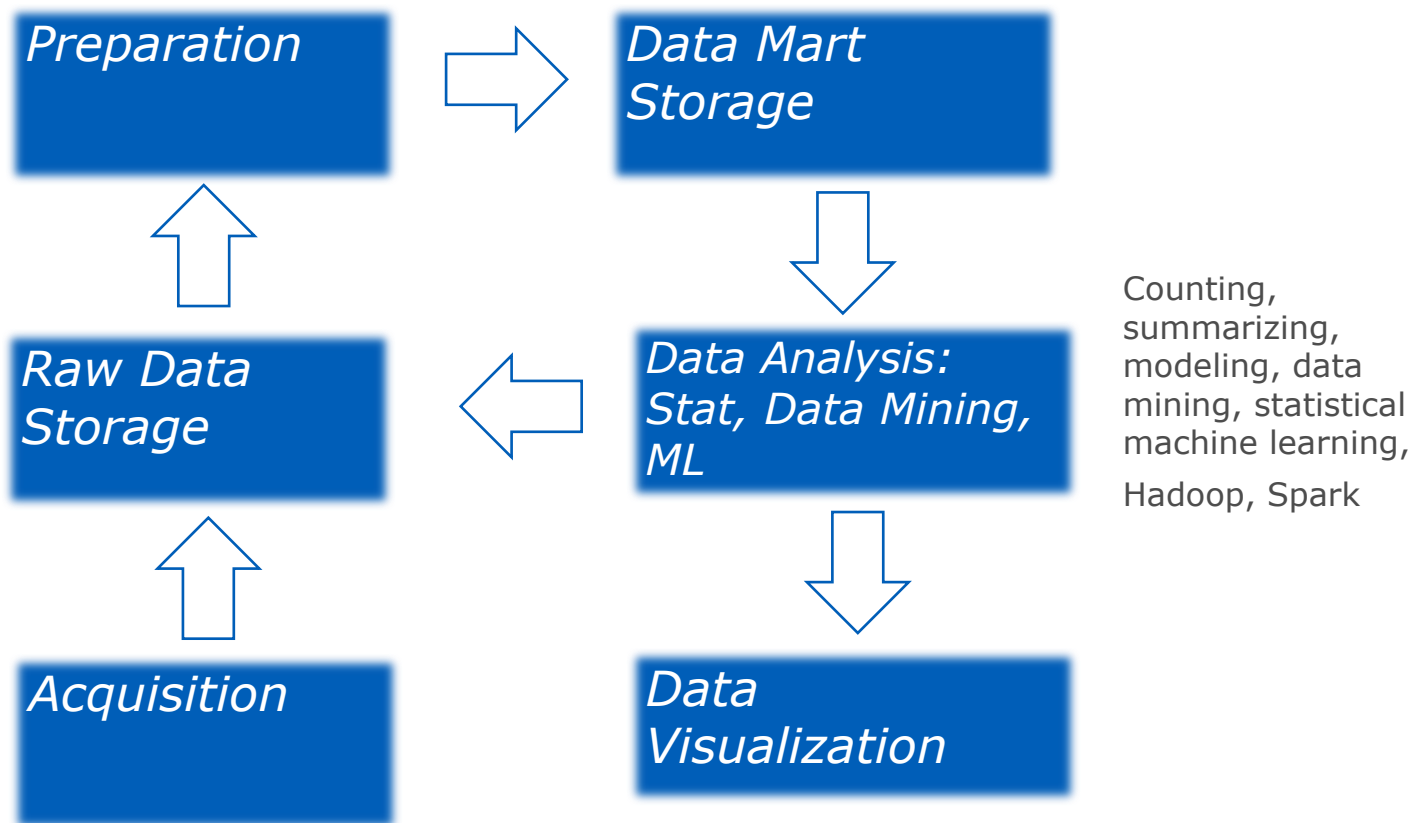 Preparation
Data Mart
Storage
Raw Data
Storage
Data Analysis:
Stat, Data Mining,
ML
Counting,
summarizing,
modeling, data
mining, statistical
machine learning,
Hadoop, Spark
Acquisition
Data
Visualization